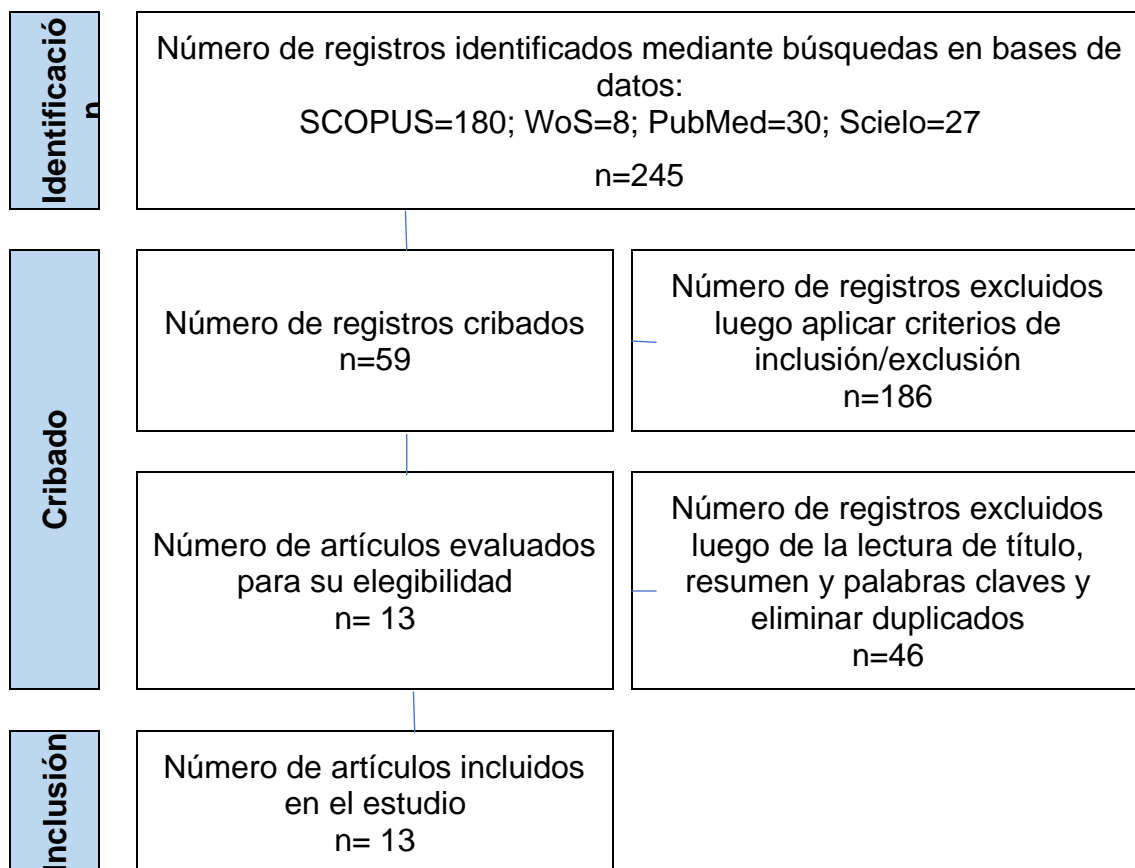 Identificació
n
Número de registros identificados mediante búsquedas en bases de
datos:
SCOPUS=180; WoS=8; PubMed=30; Scielo=27
n=245
Cribado
Número de registros cribados
n=59
Número de registros excluidos
luego aplicar criterios de
inclusión/exclusión
n=186
Número de artículos evaluados
para su elegibilidad
n= 13
Número de registros excluidos
luego de la lectura de título,
resumen y palabras claves y
eliminar duplicados
n=46
Inclusión
Número de artículos incluidos
en el estudio
n= 13